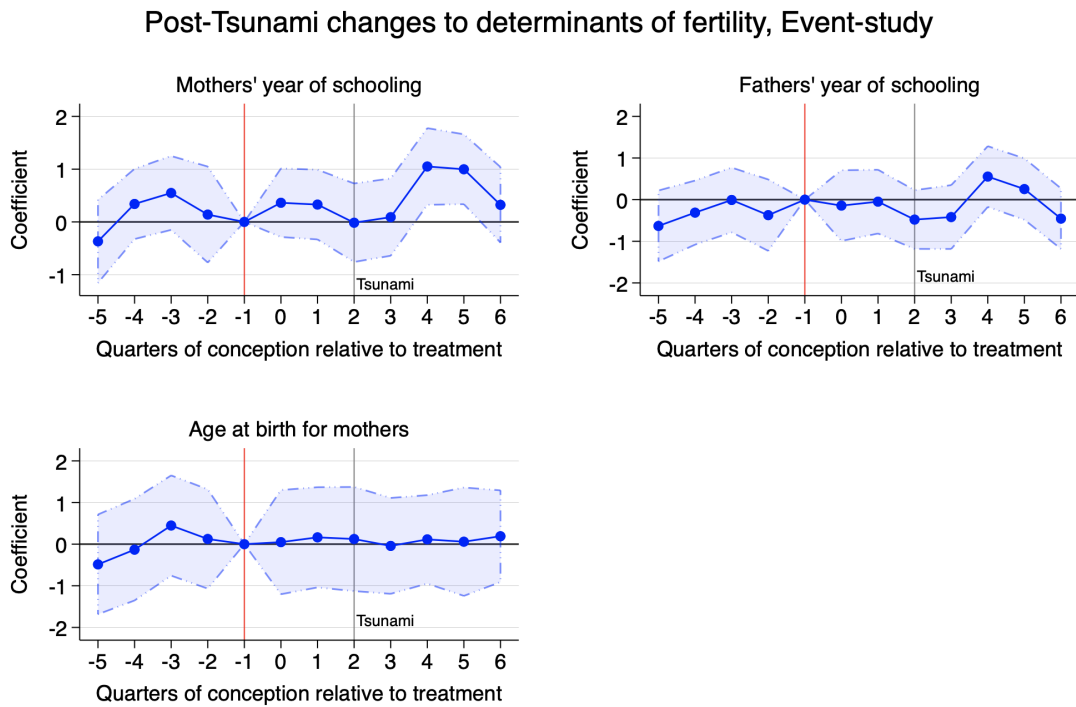 Post-Tsunami changes to determinants of fertility, Event-study
Mothers' year of schooling
Coefficient
2
1
0
-1
Tsunami
-5 -4 -3 -2 -1 0 1 2 3 4 5 6
Quarters of conception relative to treatment
Fathers' year of schooling
Coefficient
2
1
0
-1
-2
Tsunami
-5 -4 -3 -2 -1 0 1 2 3 4 5 6
Quarters of conception relative to treatment
Age at birth for mothers
Coefficient
2
1
0
-1
-2
Tsunami
-5 -4 -3 -2 -1 0 1 2 3 4 5 6
Quarters of conception relative to treatment